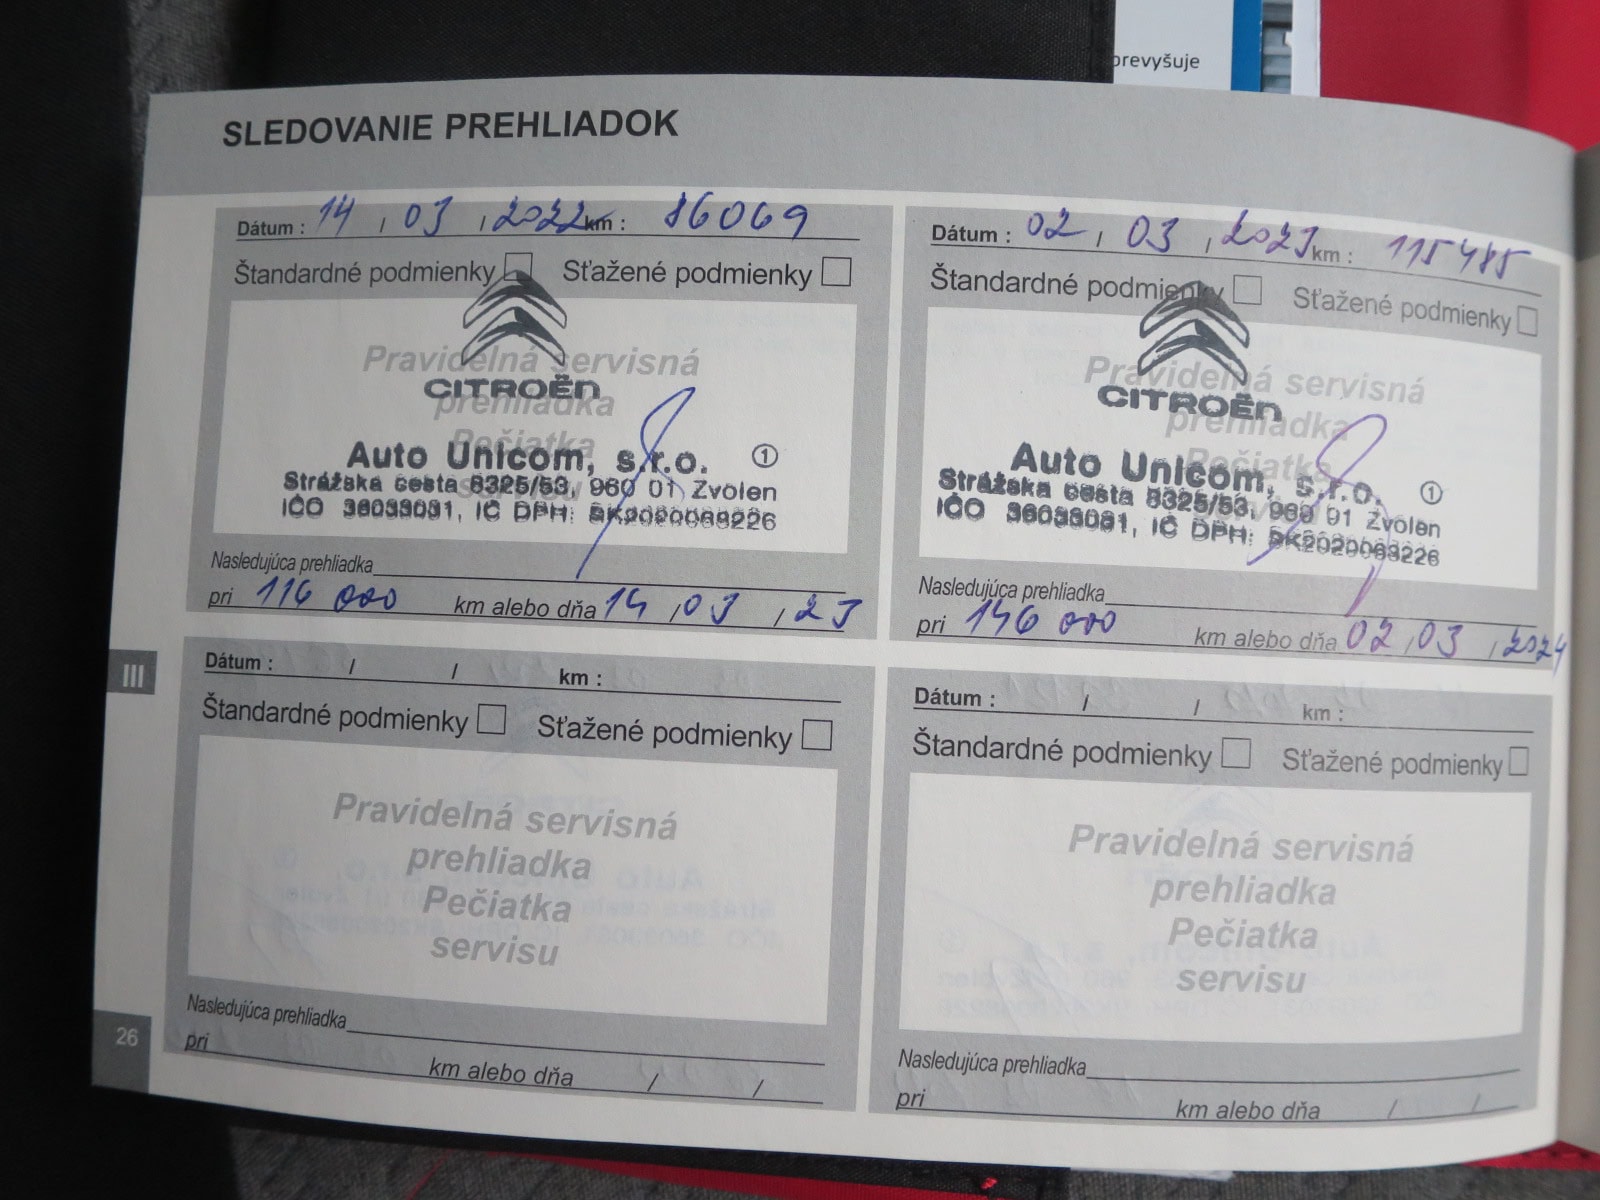 prevyšuje
SLEDOVANIE PREHLIADOK
Dátum : 14 / 03 / 2022 km : 86069
Štandardné podmienky Sťažené podmienky
Pravidelná servisná
CITROËN
prehliadka
Pečiatka
Auto Unicom, s.r.o. 1
Strážska cesta 8325/53, 960 01 Zvolen
IČO 36033081, IČ DPH: SK2020063226
Nasledujúca prehliadka
pri 116 000 km alebo dňa 14 / 03 / 23
Dátum : 02 / 03 / 2023 km : 115485
Štandardné podmienky Sťažené podmienky
Pravidelná servisná
CITROËN
prehliadka
Pečiatka
Auto Unicom, s.r.o. 1
Strážska cesta 8325/53, 960 01 Zvolen
IČO 36033081, IČ DPH: SK2020063226
Nasledujúca prehliadka
pri 146 000 km alebo dňa 02 / 03 / 2024
III
Dátum : / / km :
Štandardné podmienky Sťažené podmienky
Pravidelná servisná
prehliadka
Pečiatka
servisu
Nasledujúca prehliadka
pri km alebo dňa / /
Dátum : / / km :
Štandardné podmienky Sťažené podmienky
Pravidelná servisná
prehliadka
Pečiatka
servisu
Nasledujúca prehliadka
pri km alebo dňa / /
26